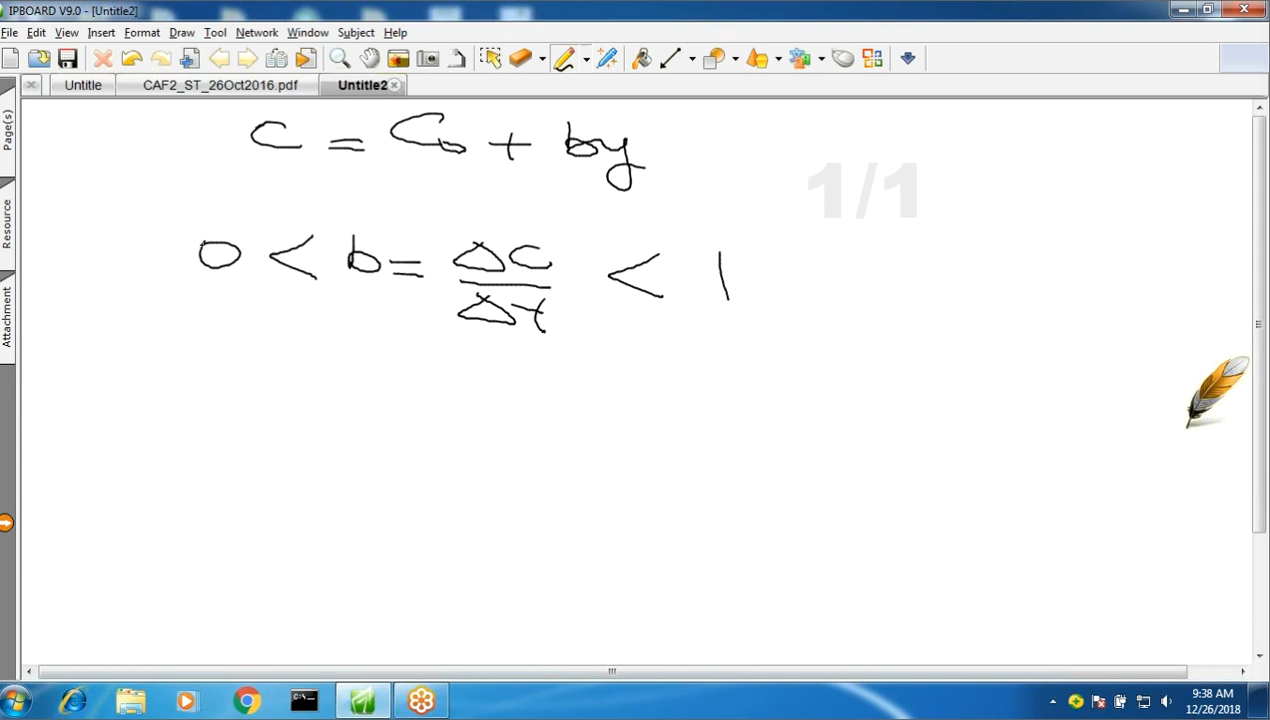 IPBOARD V9.0 - [Untitle2]
File Edit View Insert Format Draw Tool Network Window Subject Help
Untitle CAF2_ST_26Oct2016.pdf Untitle2
Page(s)
Resource
Attachment
1/1
C = C₀ + by
0 < b = ΔC/Δy < 1
9:38 AM
12/26/2018